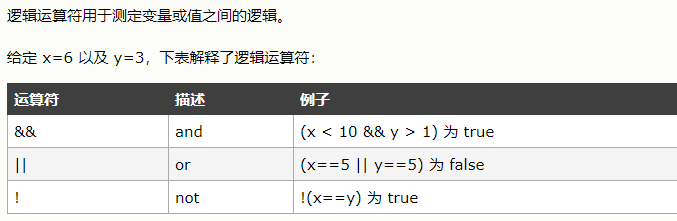 逻辑运算符用于测定变量或值之间的逻辑。
给定 x=6 以及 y=3，下表解释了逻辑运算符：
运算符 描述 例子
&& and (x < 10 && y > 1) 为 true
|| or (x==5 || y==5) 为 false
! not !(x==y) 为 true